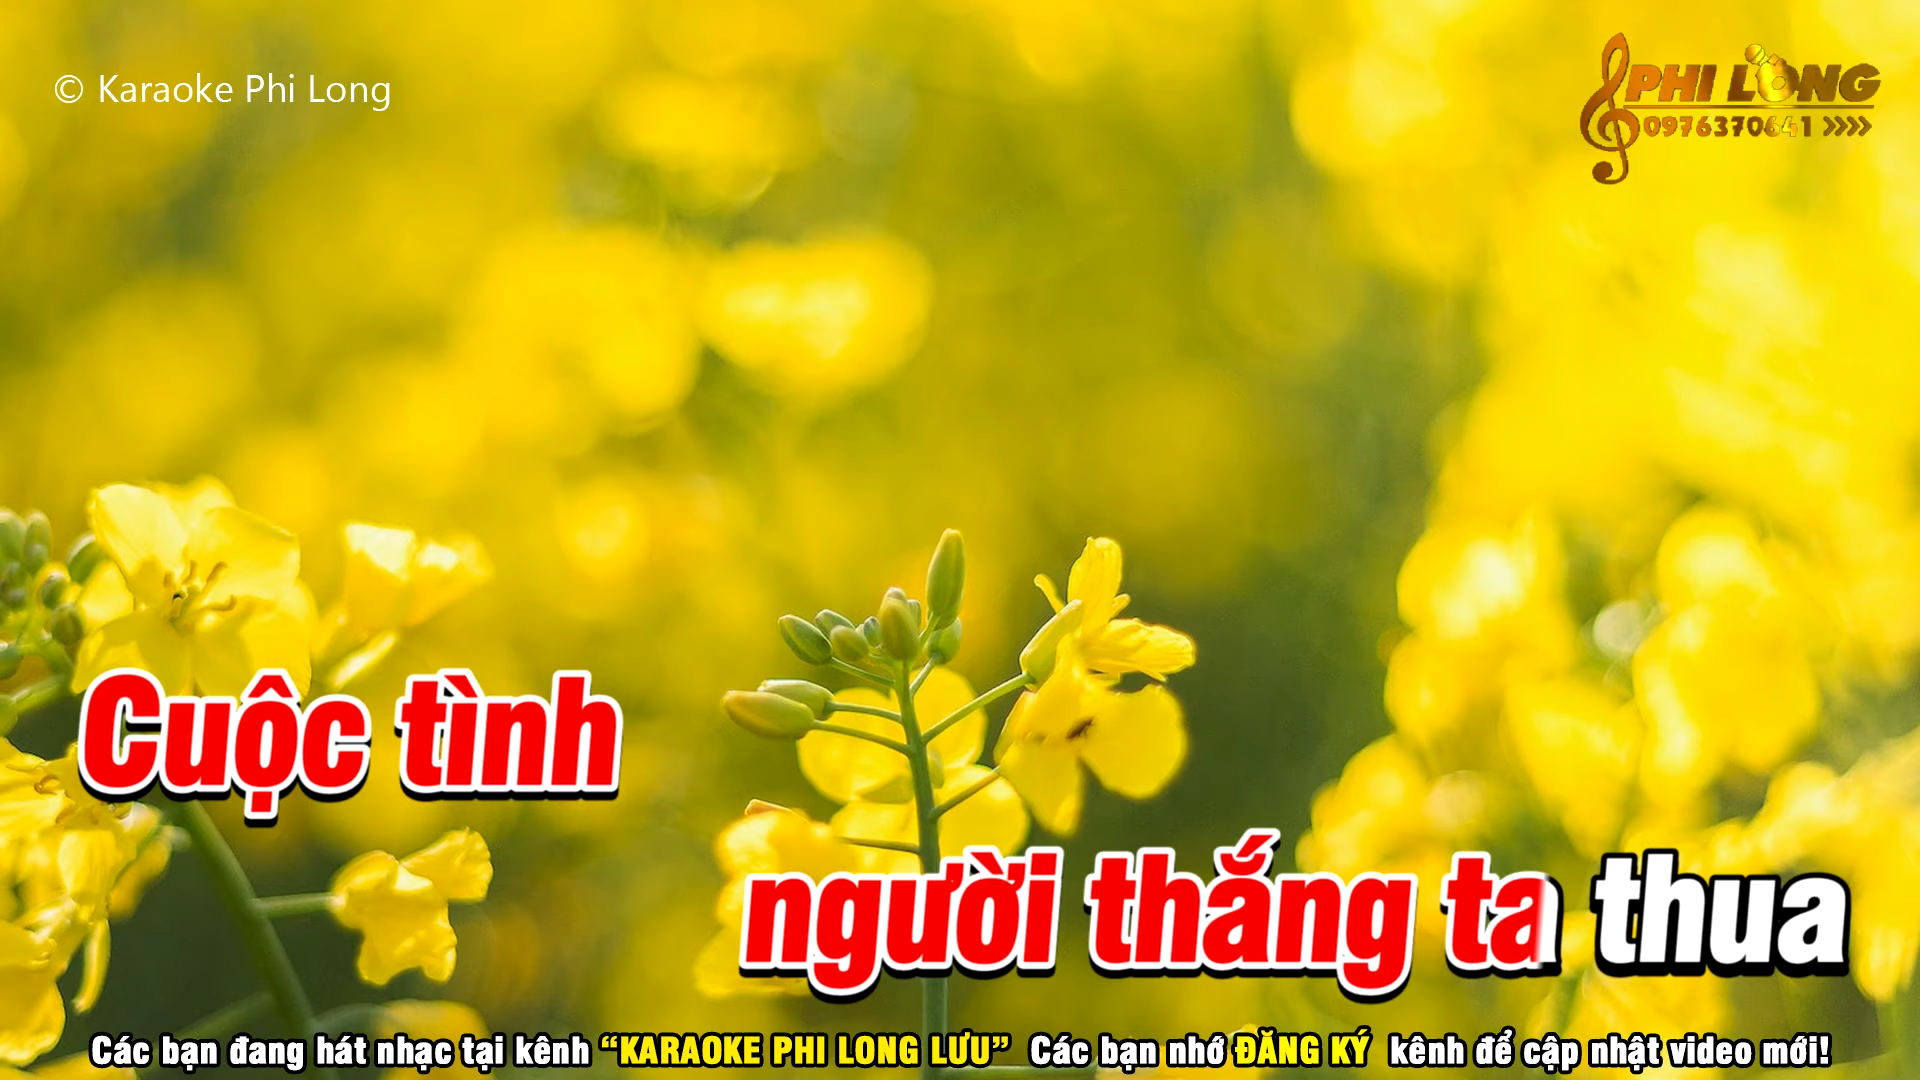 © Karaoke Phi Long
PHI LONG
0976370641
Cuộc tình
người thắng ta thua
Các bạn đang hát nhạc tại kênh “KARAOKE PHI LONG LƯU” Các bạn nhớ ĐĂNG KÝ kênh để cập nhật video mới!